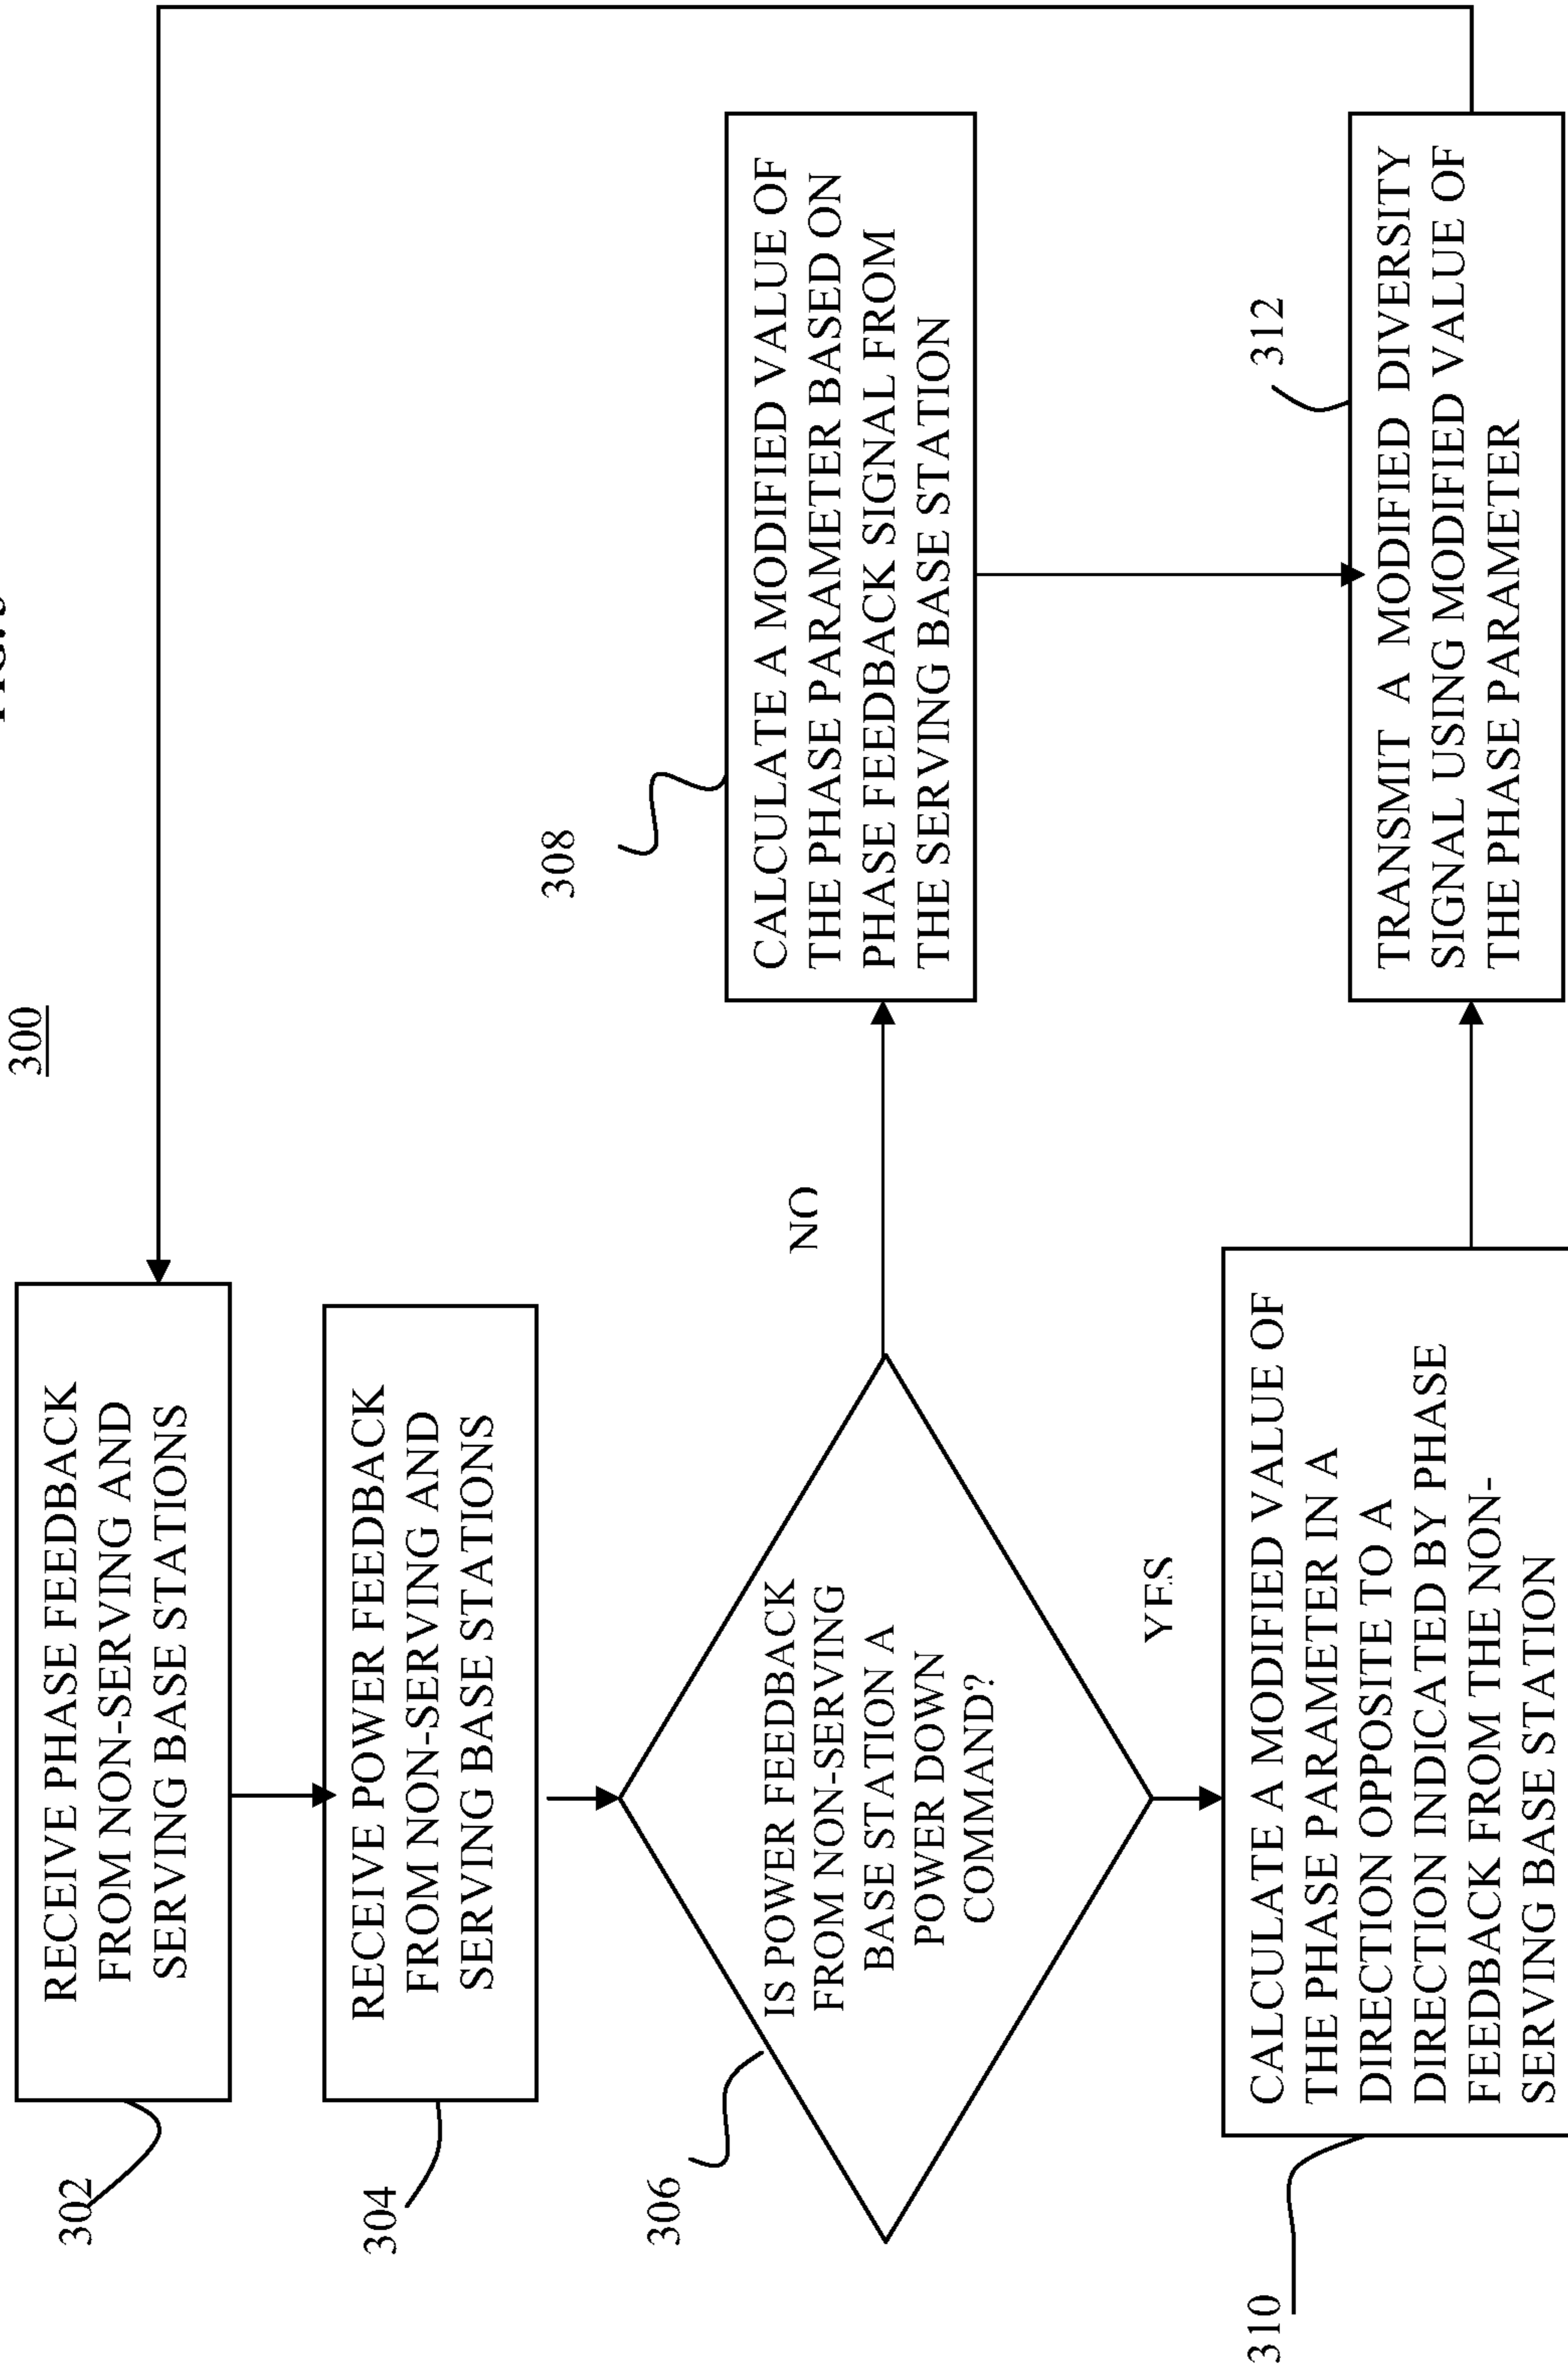 300
302
RECEIVE PHASE FEEDBACK
FROM NON-SERVING AND
SERVING BASE STATIONS
304
RECEIVE POWER FEEDBACK
FROM NON-SERVING AND
SERVING BASE STATIONS
306
IS POWER FEEDBACK
FROM NON-SERVING
BASE STATION A
POWER DOWN
COMMAND?
NO
308
CALCULATE A MODIFIED VALUE OF
THE PHASE PARAMETER BASED ON
PHASE FEEDBACK SIGNAL FROM
THE SERVING BASE STATION
YES
310
CALCULATE A MODIFIED VALUE OF
THE PHASE PARAMETER IN A
DIRECTION OPPOSITE TO A
DIRECTION INDICATED BY PHASE
FEEDBACK FROM THE NON-
SERVING BASE STATION
312
TRANSMIT A MODIFIED DIVERSITY
SIGNAL USING MODIFIED VALUE OF
THE PHASE PARAMETER